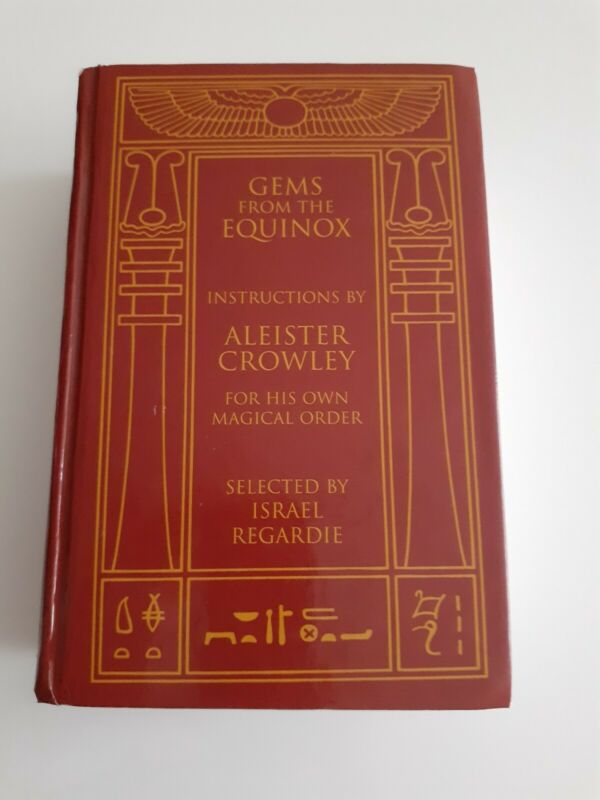 GEMS
FROM THE
EQUINOX
INSTRUCTIONS BY
ALEISTER
CROWLEY
FOR HIS OWN
MAGICAL ORDER
SELECTED BY
ISRAEL
REGARDIE